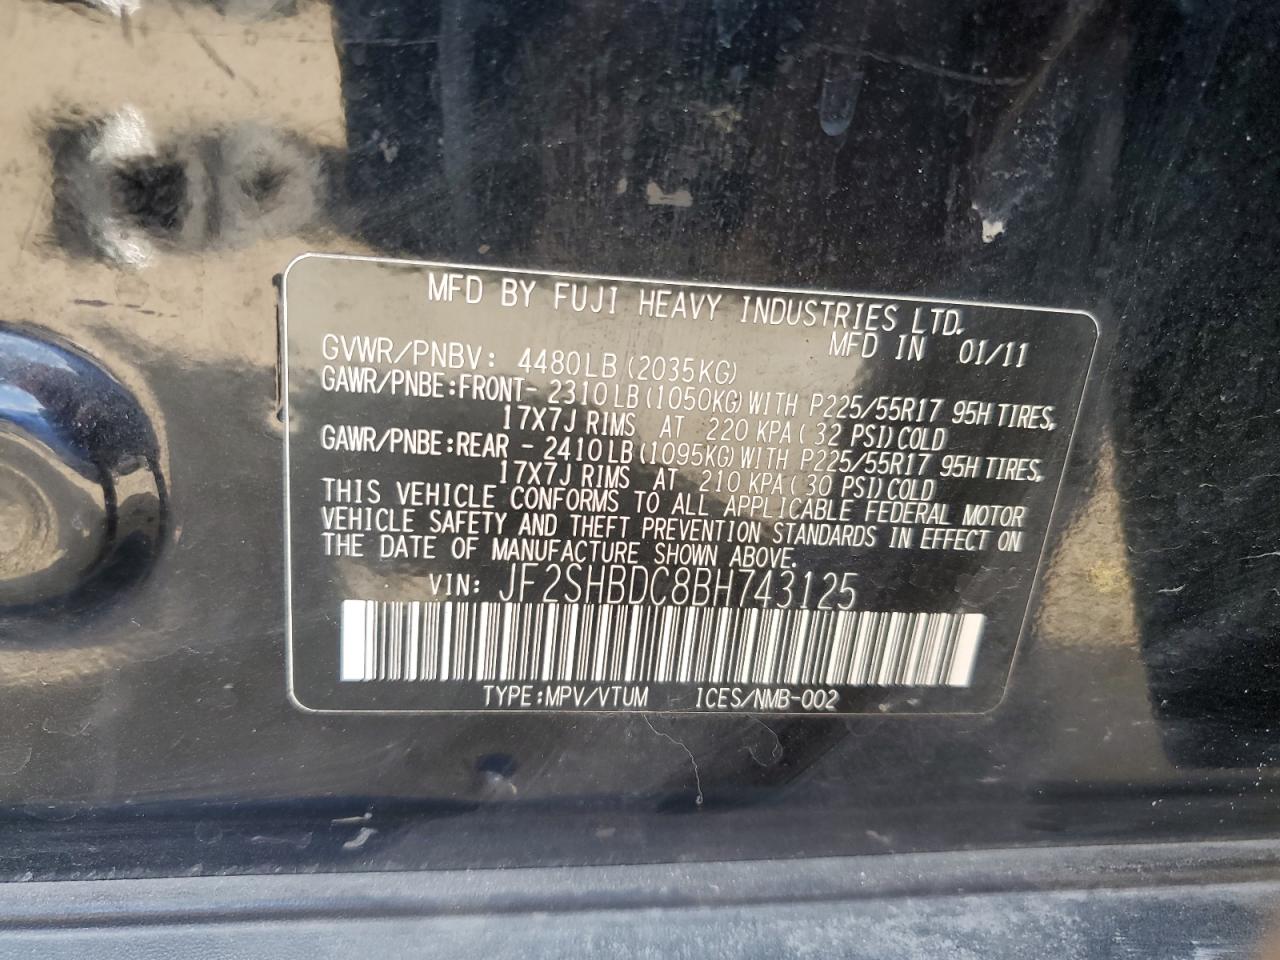 MFD BY FUJI HEAVY INDUSTRIES LTD.
MFD IN 01/11
GVWR/PNBV: 4480LB(2035KG)
GAWR/PNBE:FRONT- 2310LB(1050KG)WITH P225/55R17 95H TIRES,
17X7J RIMS AT 220 KPA(32 PSI)COLD
GAWR/PNBE:REAR - 2410LB(1095KG)WITH P225/55R17 95H TIRES,
17X7J RIMS AT 210 KPA(30 PSI)COLD
THIS VEHICLE CONFORMS TO ALL APPLICABLE FEDERAL MOTOR
VEHICLE SAFETY AND THEFT PREVENTION STANDARDS IN EFFECT ON
THE DATE OF MANUFACTURE SHOWN ABOVE.
VIN: JF2SHBDC8BH743125
TYPE:MPV/VTUM ICES/NMB-002